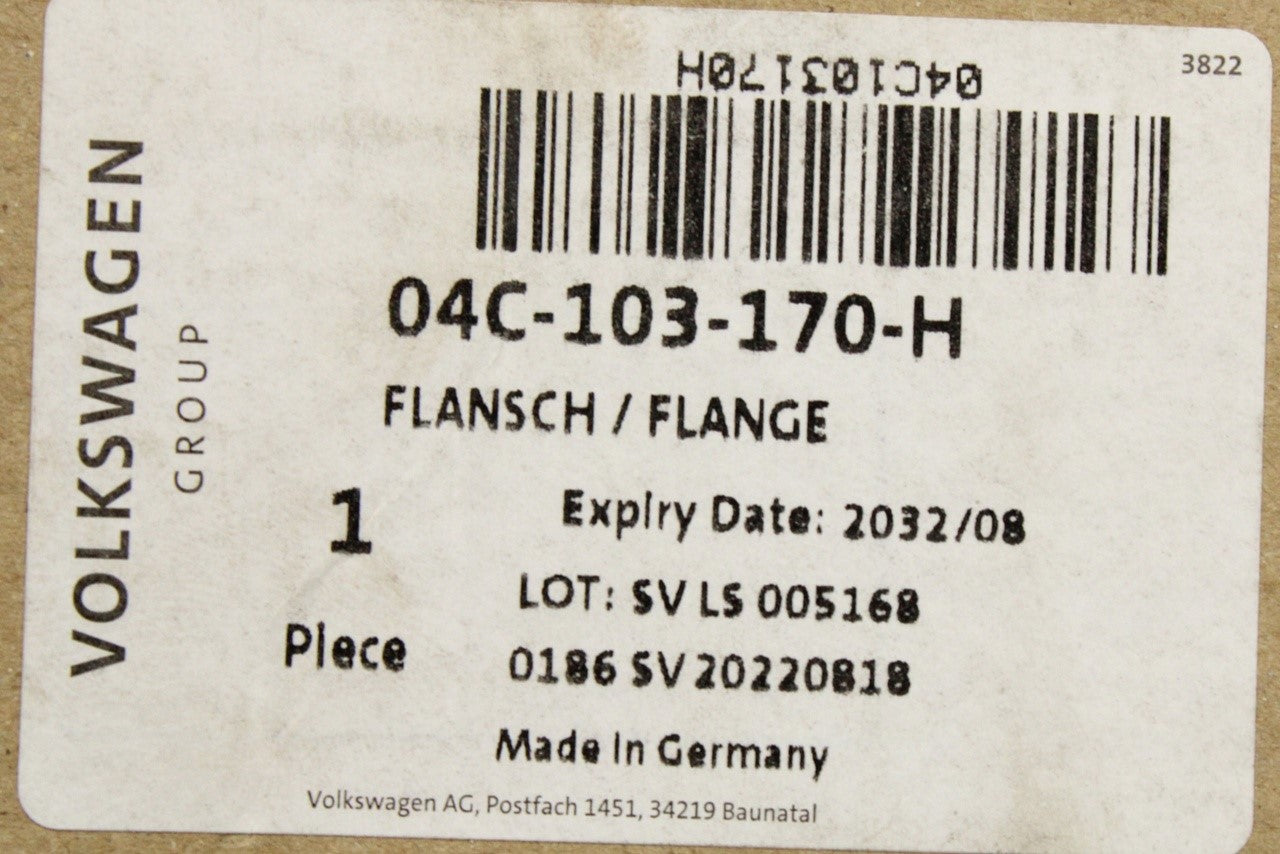 3822
04C103170H
VOLKSWAGEN
GROUP
04C-103-170-H
FLANSCH / FLANGE
1
Piece
Expiry Date: 2032/08
LOT: SV LS 005168
0186 SV 20220818
Made In Germany
Volkswagen AG, Postfach 1451, 34219 Baunatal